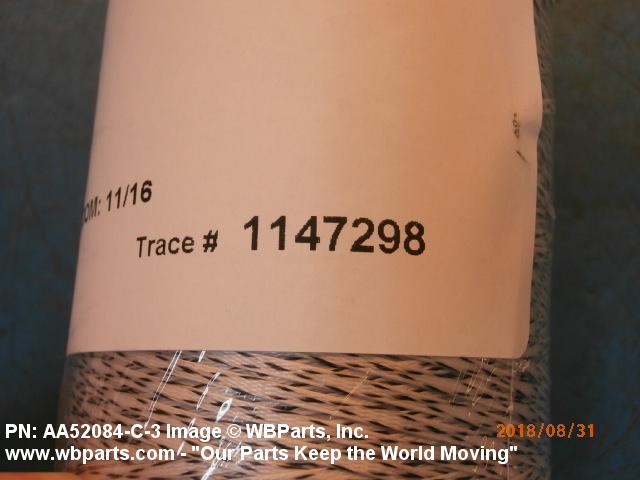 OM: 11/16
Trace # 1147298
PN: AA52084-C-3 Image © WBParts, Inc.
2018/08/31
www.wbparts.com - "Our Parts Keep the World Moving"